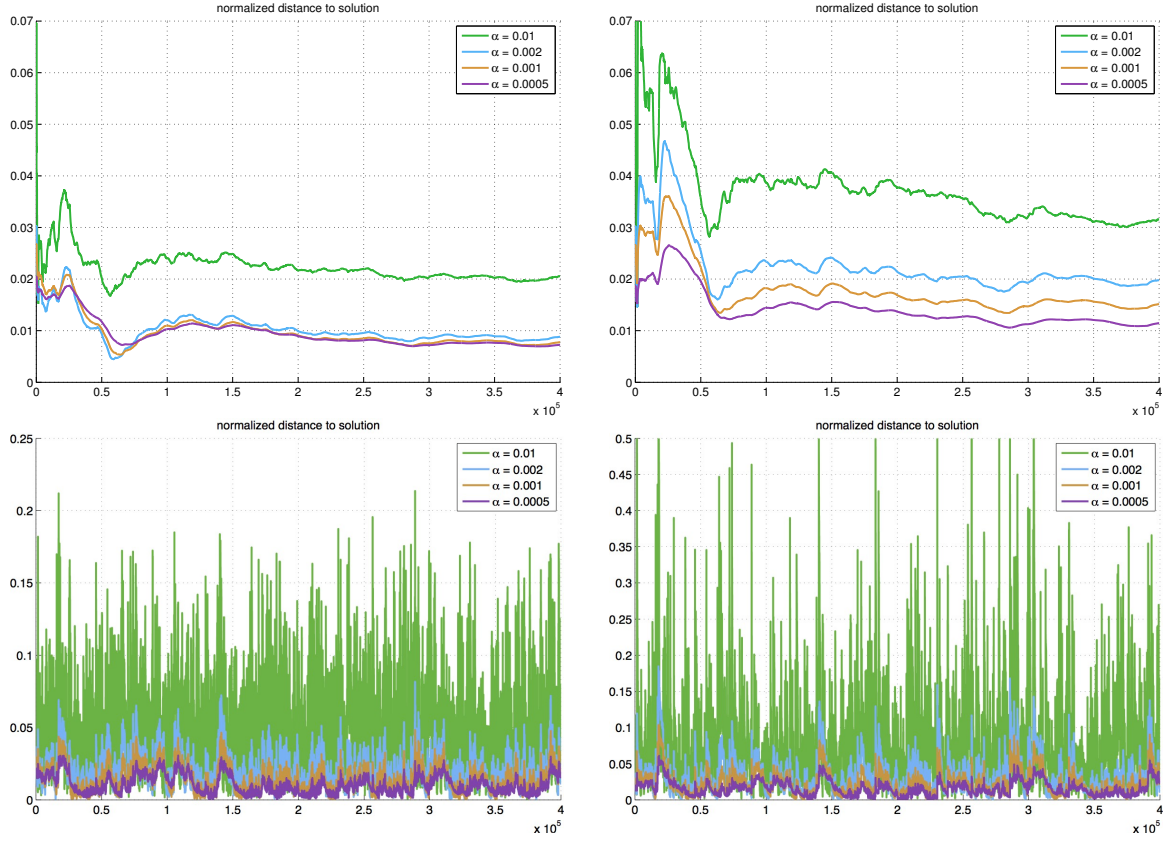 normalized distance to solution
0.07
0.06
0.05
0.04
0.03
0.02
0.01
0
α = 0.01
α = 0.002
α = 0.001
α = 0.0005
0 0.5 1 1.5 2 2.5 3 3.5 4
x 10^5
normalized distance to solution
0.07
0.06
0.05
0.04
0.03
0.02
0.01
0
α = 0.01
α = 0.002
α = 0.001
α = 0.0005
0 0.5 1 1.5 2 2.5 3 3.5 4
x 10^5
normalized distance to solution
0.25
0.2
0.15
0.1
0.05
0
α = 0.01
α = 0.002
α = 0.001
α = 0.0005
0 0.5 1 1.5 2 2.5 3 3.5 4
x 10^5
normalized distance to solution
0.5
0.45
0.4
0.35
0.3
0.25
0.2
0.15
0.1
0.05
0
α = 0.01
α = 0.002
α = 0.001
α = 0.0005
0 0.5 1 1.5 2 2.5 3 3.5 4
x 10^5